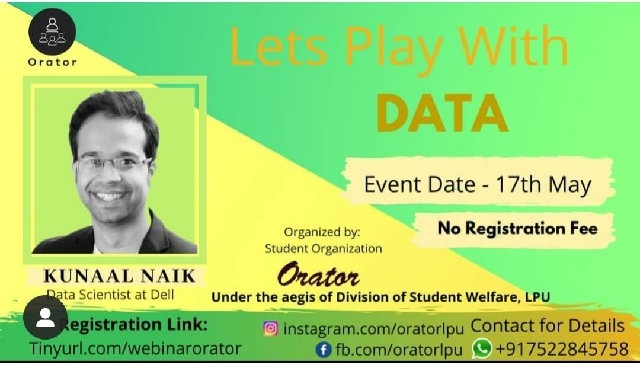 Orator
Lets Play With
DATA
Event Date - 17th May
No Registration Fee
Organized by:
Student Organization
Orator
Under the aegis of Division of Student Welfare, LPU
KUNAAL NAIK
Data Scientist at Dell
Registration Link:
Tinyurl.com/webinarorator
instagram.com/oratorlpu
fb.com/oratorlpu
Contact for Details
+917522845758